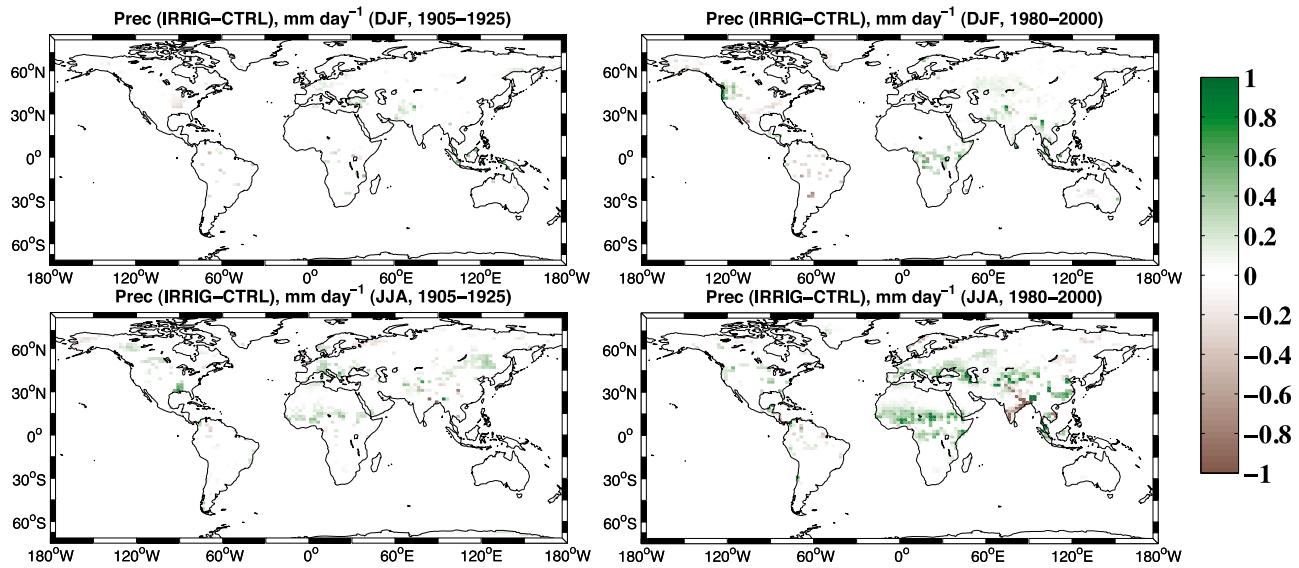 Prec (IRRIG−CTRL), mm day⁻¹ (DJF, 1905−1925)
60°N
30°N
0°
30°S
60°S
180°W 120°W 60°W 0° 60°E 120°E 180°W
Prec (IRRIG−CTRL), mm day⁻¹ (DJF, 1980−2000)
60°N
30°N
0°
30°S
60°S
180°W 120°W 60°W 0° 60°E 120°E 180°W
Prec (IRRIG−CTRL), mm day⁻¹ (JJA, 1905−1925)
60°N
30°N
0°
30°S
60°S
180°W 120°W 60°W 0° 60°E 120°E 180°W
Prec (IRRIG−CTRL), mm day⁻¹ (JJA, 1980−2000)
60°N
30°N
0°
30°S
60°S
180°W 120°W 60°W 0° 60°E 120°E 180°W
1
0.8
0.6
0.4
0.2
0
−0.2
−0.4
−0.6
−0.8
−1